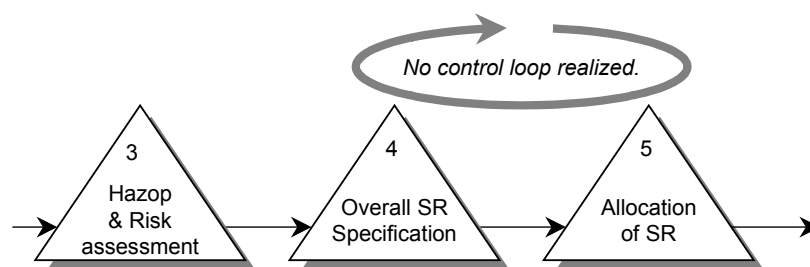 No control loop realized.
3
Hazop
& Risk
assessment
4
Overall SR
Specification
5
Allocation
of SR